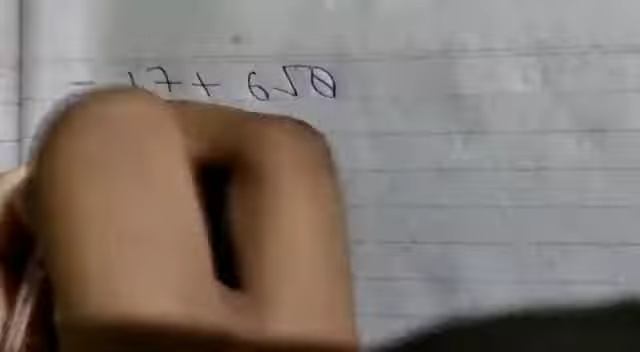 = 17 + 6√8